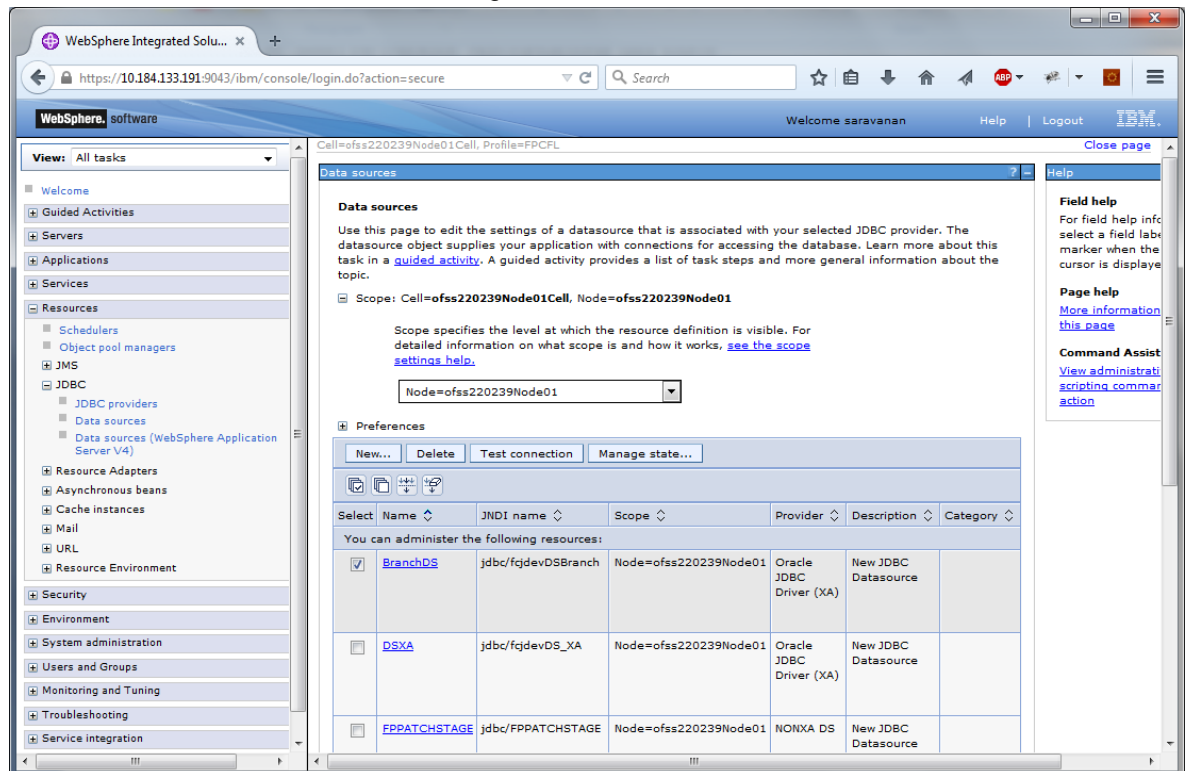 WebSphere Integrated Solu... × +
https://10.184.133.191:9043/ibm/console/login.do?action=secure
Search
ABP
WebSphere. software
Welcome saravanan
Help | Logout
IBM.
View: All tasks
Welcome
Guided Activities
Servers
Applications
Services
Resources
Schedulers
Object pool managers
JMS
JDBC
JDBC providers
Data sources
Data sources (WebSphere Application
Server V4)
Resource Adapters
Asynchronous beans
Cache instances
Mail
URL
Resource Environment
Security
Environment
System administration
Users and Groups
Monitoring and Tuning
Troubleshooting
Service integration
Cell=ofss220239Node01Cell, Profile=FPCFL
Close page
Data sources ? -
Data sources
Use this page to edit the settings of a datasource that is associated with your selected JDBC provider. The
datasource object supplies your application with connections for accessing the database. Learn more about this
task in a guided activity. A guided activity provides a list of task steps and more general information about the
topic.
Scope: Cell=ofss220239Node01Cell, Node=ofss220239Node01
Scope specifies the level at which the resource definition is visible. For
detailed information on what scope is and how it works, see the scope
settings help.
Node=ofss220239Node01
Preferences
New... Delete Test connection Manage state...
Select Name JNDI name Scope Provider Description Category
You can administer the following resources:
BranchDS jdbc/fcjdevDSBranch Node=ofss220239Node01 Oracle New JDBC
JDBC Datasource
Driver (XA)
DSXA jdbc/fcjdevDS_XA Node=ofss220239Node01 Oracle New JDBC
JDBC Datasource
Driver (XA)
FPPATCHSTAGE jdbc/FPPATCHSTAGE Node=ofss220239Node01 NONXA DS New JDBC
Datasource
Help
Field help
For field help info
select a field labe
marker when the
cursor is displaye
Page help
More information
this page
Command Assist
View administrati
scripting commar
action